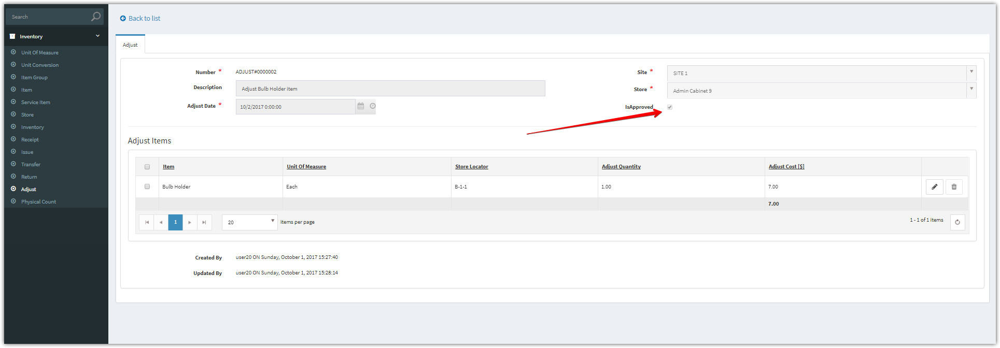 Search
Inventory
Unit Of Measure
Unit Conversion
Item Group
Item
Service Item
Store
Inventory
Receipt
Issue
Transfer
Return
Adjust
Physical Count
Back to list
Adjust
Number * ADJUST#0000002
Description Adjust Bulb Holder item
Adjust Date * 10/2/2017 0:00:00
Site * SITE 1
Store * Admin Cabinet 9
IsApproved
Adjust Items
Item Unit Of Measure Store Locator Adjust Quantity Adjust Cost [$]
Bulb Holder Each B-1-1 1.00 7.00
7.00
1 20 items per page 1 - 1 of 1 items
Created By user20 ON Sunday, October 1, 2017 15:27:40
Updated By user20 ON Sunday, October 1, 2017 15:28:14